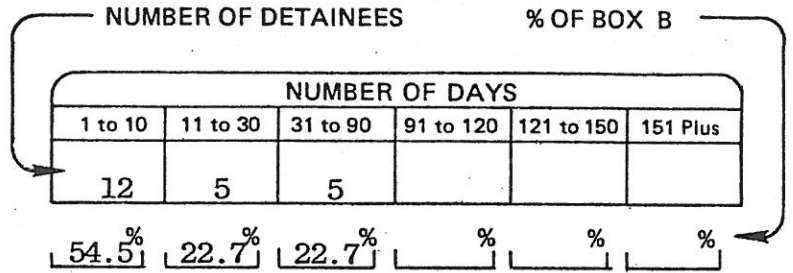 NUMBER OF DETAINEES % OF BOX B
NUMBER OF DAYS
1 to 10 11 to 30 31 to 90 91 to 120 121 to 150 151 Plus
12 5 5
54.5% 22.7% 22.7% % % %